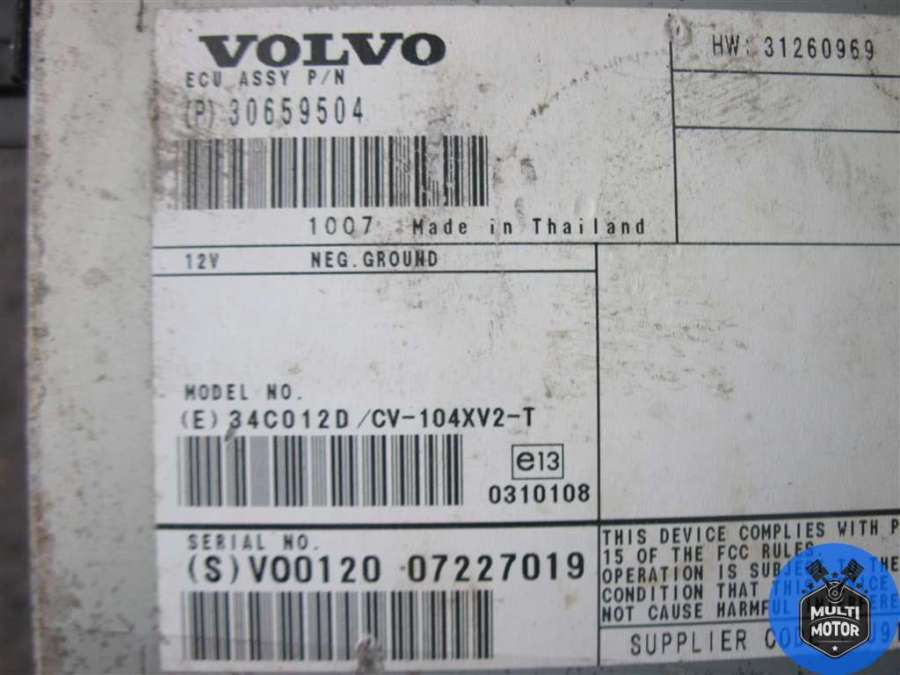 VOLVO
ECU ASSY P/N
(P) 30659504
HW: 31260969
1007 Made in Thailand
12V NEG. GROUND
MODEL NO.
(E) 34C012D/CV-104XV2-T
e13
0310108
SERIAL NO.
(S) V00120 07227019
THIS DEVICE COMPLIES WITH P
15 OF THE FCC RULES.
OPERATION IS TO THE
CONDITION THAT
NOT CAUSE HARMFUL
SUPPLIER
MULTI
MOTOR